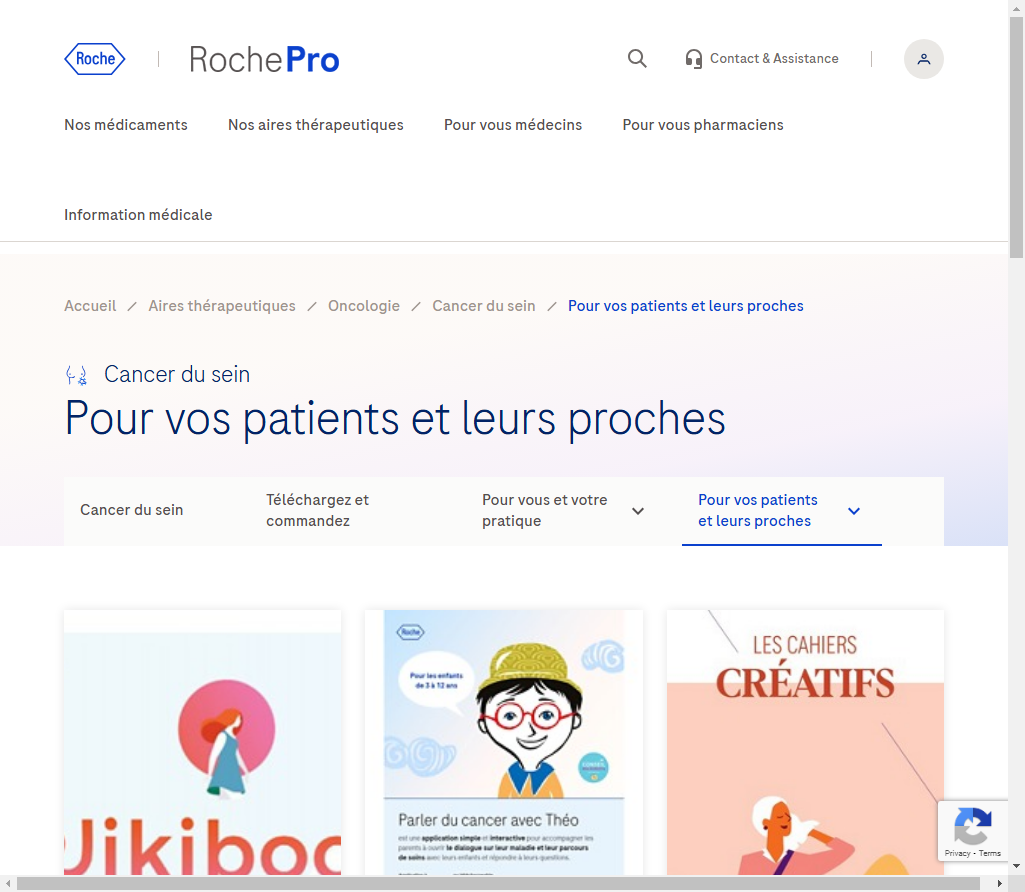 Roche
RochePro
Contact & Assistance
Nos médicaments
Nos aires thérapeutiques
Pour vous médecins
Pour vous pharmaciens
Information médicale
Accueil / Aires thérapeutiques / Oncologie / Cancer du sein / Pour vos patients et leurs proches
Cancer du sein
Pour vos patients et leurs proches
Cancer du sein
Téléchargez et
commandez
Pour vous et votre
pratique
Pour vos patients
et leurs proches
Jikiboo
Roche
Pour les enfants
de 3 à 12 ans
Parler du cancer avec Théo
est une application simple et interactive pour accompagner les
parents à ouvrir le dialogue sur leur maladie et leur parcours
de soins avec leurs enfants et répondre à leurs questions.
LES CAHIERS
CRÉATIFS
Privacy - Terms